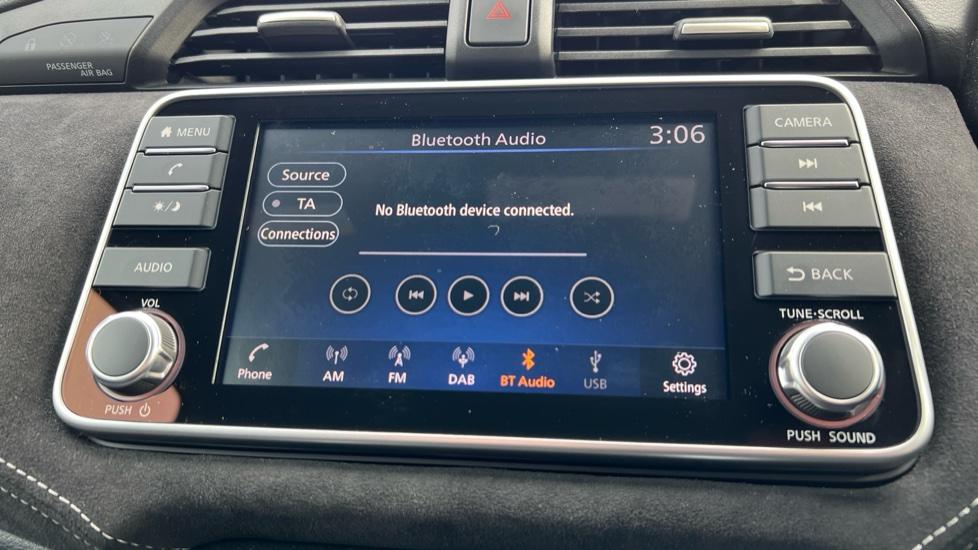 PASSENGER
AIR BAG
MENU
AUDIO
VOL
PUSH
Bluetooth Audio
3:06
Source
TA
Connections
No Bluetooth device connected.
Phone
AM
FM
DAB
BT Audio
USB
Settings
CAMERA
BACK
TUNE·SCROLL
PUSH SOUND